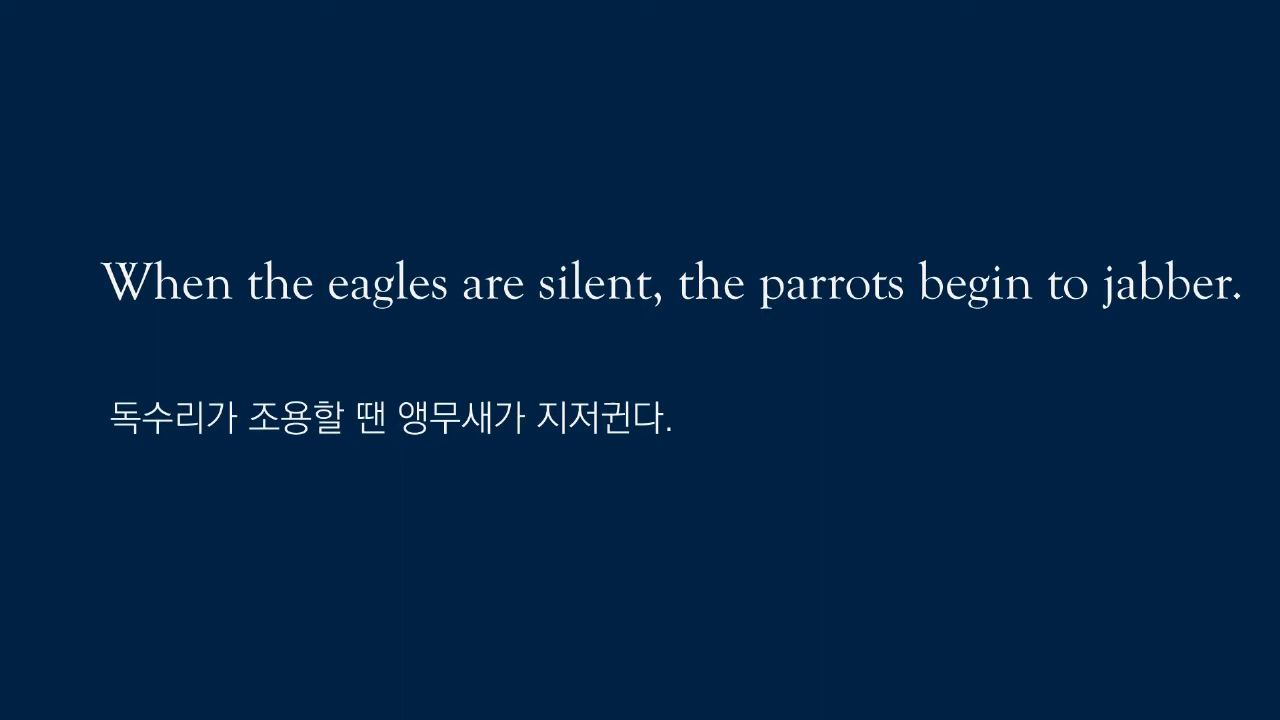 When the eagles are silent, the parrots begin to jabber.
독수리가 조용할 땐 앵무새가 지저귄다.